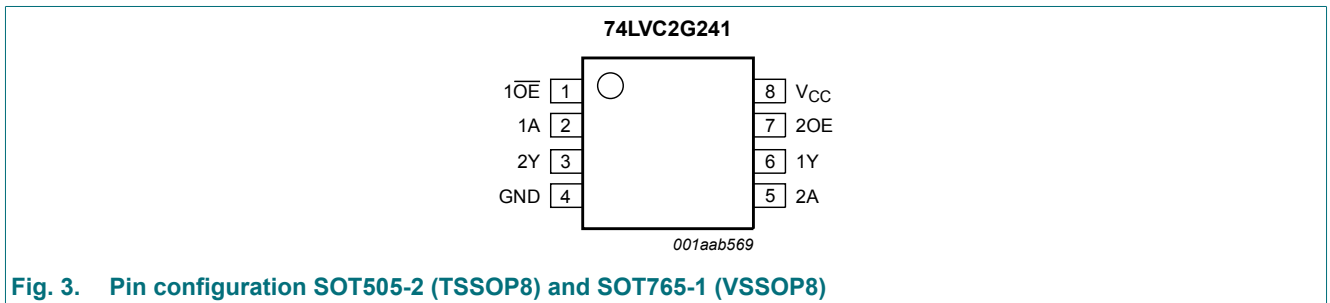 74LVC2G241
1O̅E̅ 1 8 VCC
1A 2 7 2OE
2Y 3 6 1Y
GND 4 5 2A
001aab569
Fig. 3. Pin configuration SOT505-2 (TSSOP8) and SOT765-1 (VSSOP8)